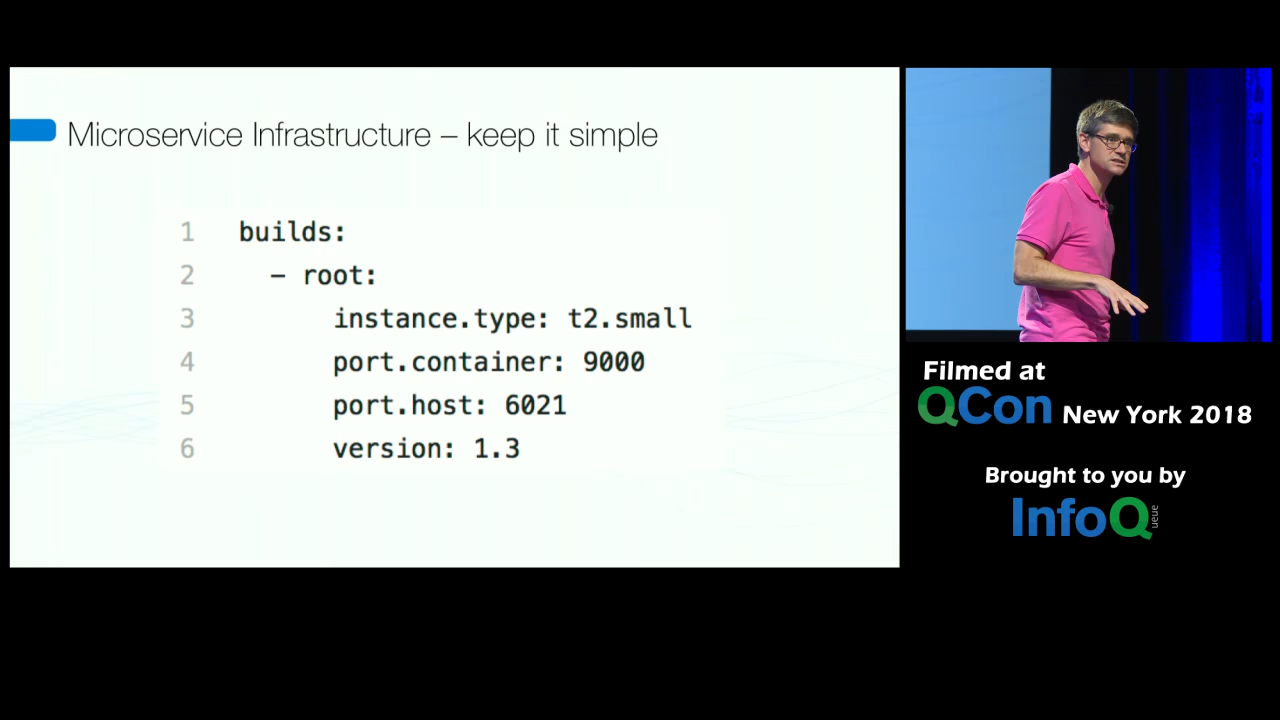 Microservice Infrastructure – keep it simple
1 builds:
2 - root:
3 instance.type: t2.small
4 port.container: 9000
5 port.host: 6021
6 version: 1.3
Filmed at
QCon New York 2018
Brought to you by
InfoQ
ueue